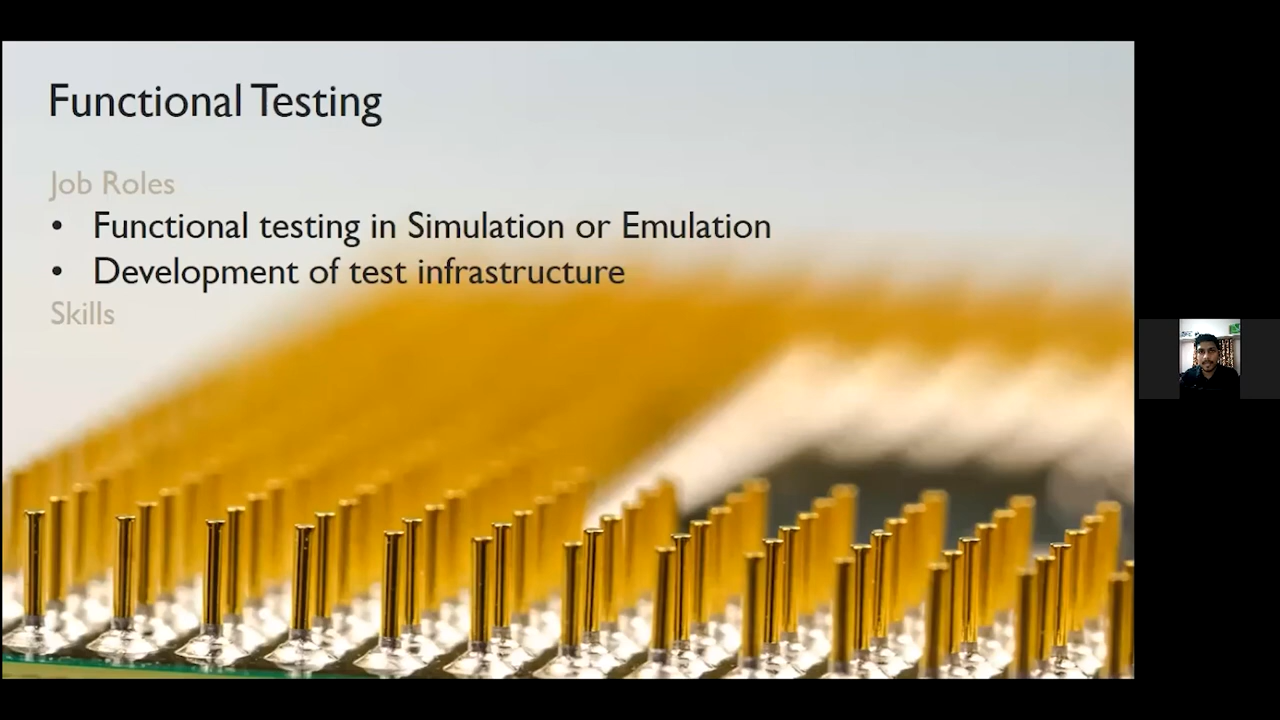 Functional Testing
Job Roles
• Functional testing in Simulation or Emulation
• Development of test infrastructure
Skills